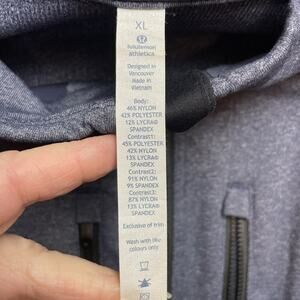 XL
lululemon
athletica
Designed in
Vancouver
Made in
Vietnam
Body:
46% NYLON
42% POLYESTER
12% LYCRA®
SPANDEX
Contrast1:
45% POLYESTER
42% NYLON
13% LYCRA®
SPANDEX
Contrast2:
91% NYLON
9% SPANDEX
Contrast3:
87% NYLON
13% LYCRA®
SPANDEX
Exclusive of trim
Wash with like
colours only